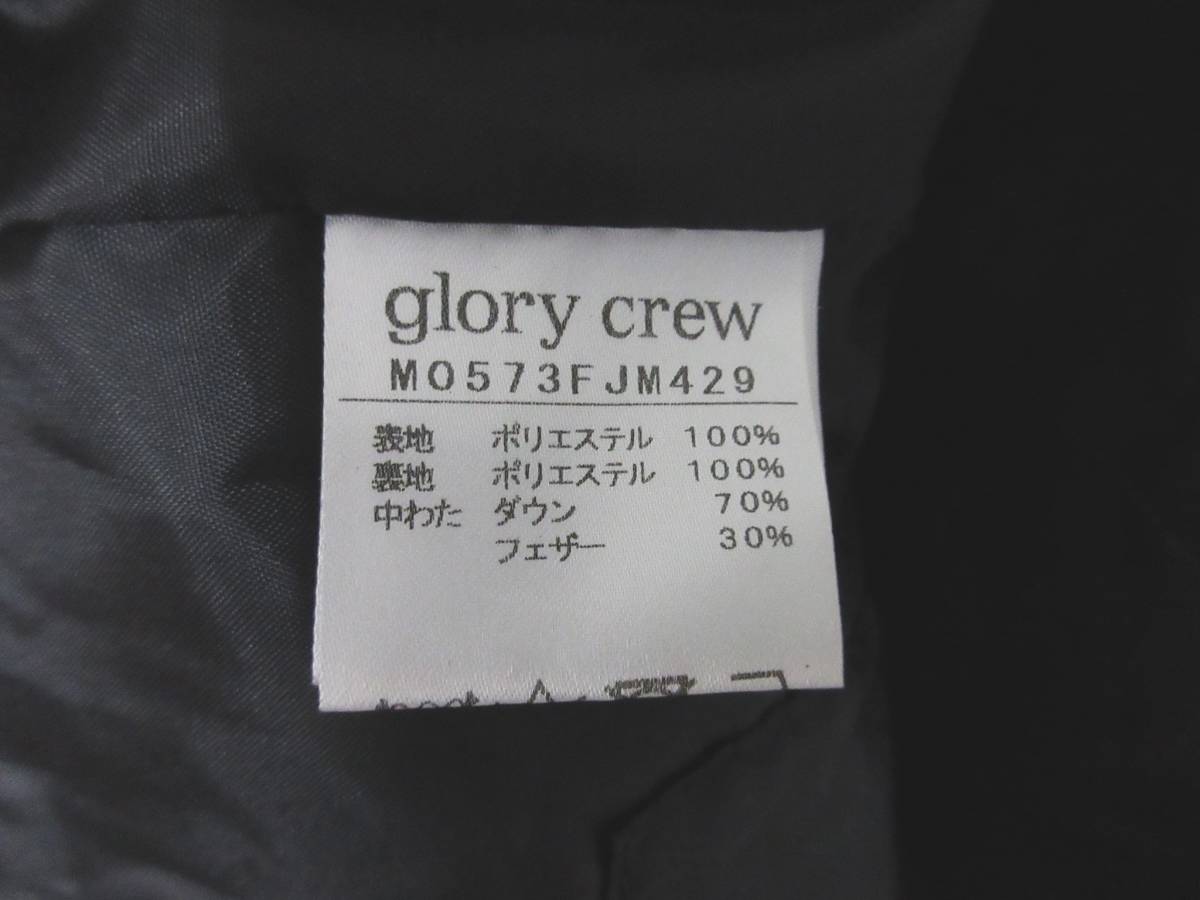 glory crew
M0573FJM429
表地 ポリエステル 100%
裏地 ポリエステル 100%
中わた ダウン 70%
フェザー 30%